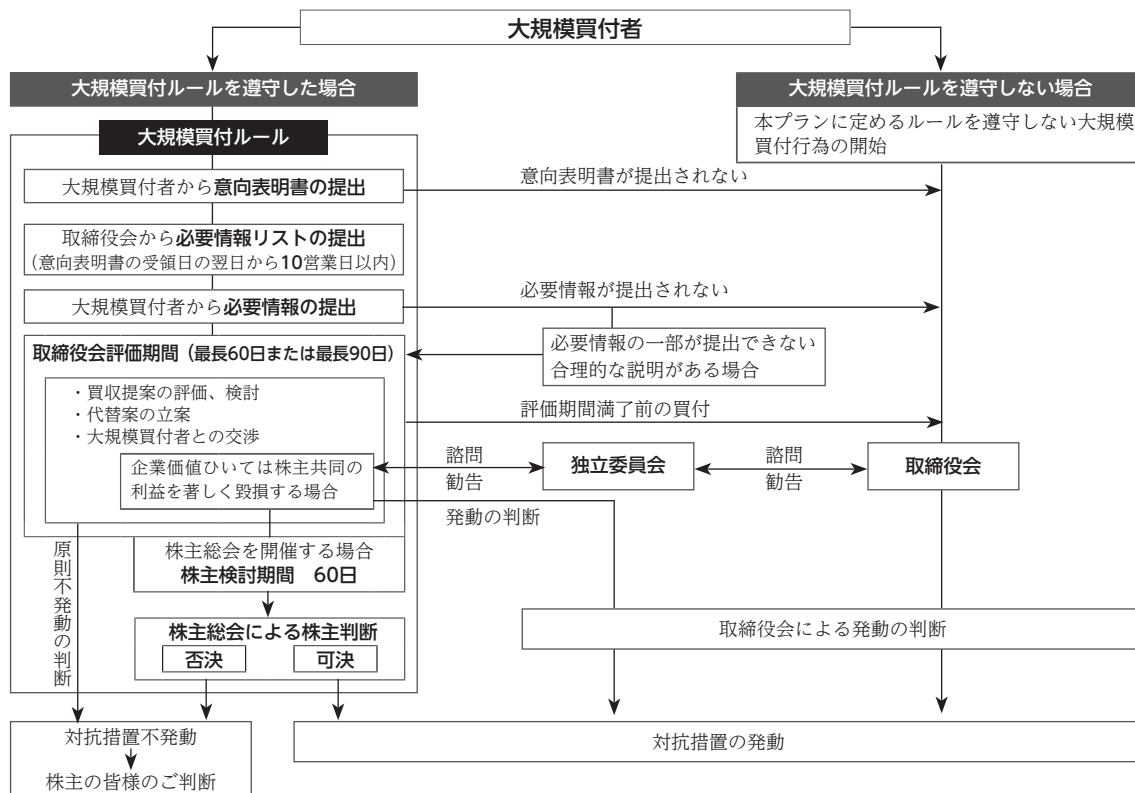 大規模買付者
大規模買付ルールを遵守した場合
大規模買付ルールを遵守しない場合
本プランに定めるルールを遵守しない大規模
買付行為の開始
大規模買付ルール
大規模買付者から意向表明書の提出
意向表明書が提出されない
取締役会から必要情報リストの提出
(意向表明書の受領日の翌日から10営業日以内)
大規模買付者から必要情報の提出
必要情報が提出されない
必要情報の一部が提出できない
合理的な説明がある場合
取締役会評価期間(最長60日または最長90日)
・買収提案の評価、検討
・代替案の立案
・大規模買付者との交渉
評価期間満了前の買付
企業価値ひいては株主共同の
利益を著しく毀損する場合
諮問
勧告
独立委員会
諮問
勧告
取締役会
発動の判断
原則不発動の判断
株主総会を開催する場合
株主検討期間 60日
株主総会による株主判断
否決
可決
取締役会による発動の判断
対抗措置不発動
株主の皆様のご判断
対抗措置の発動